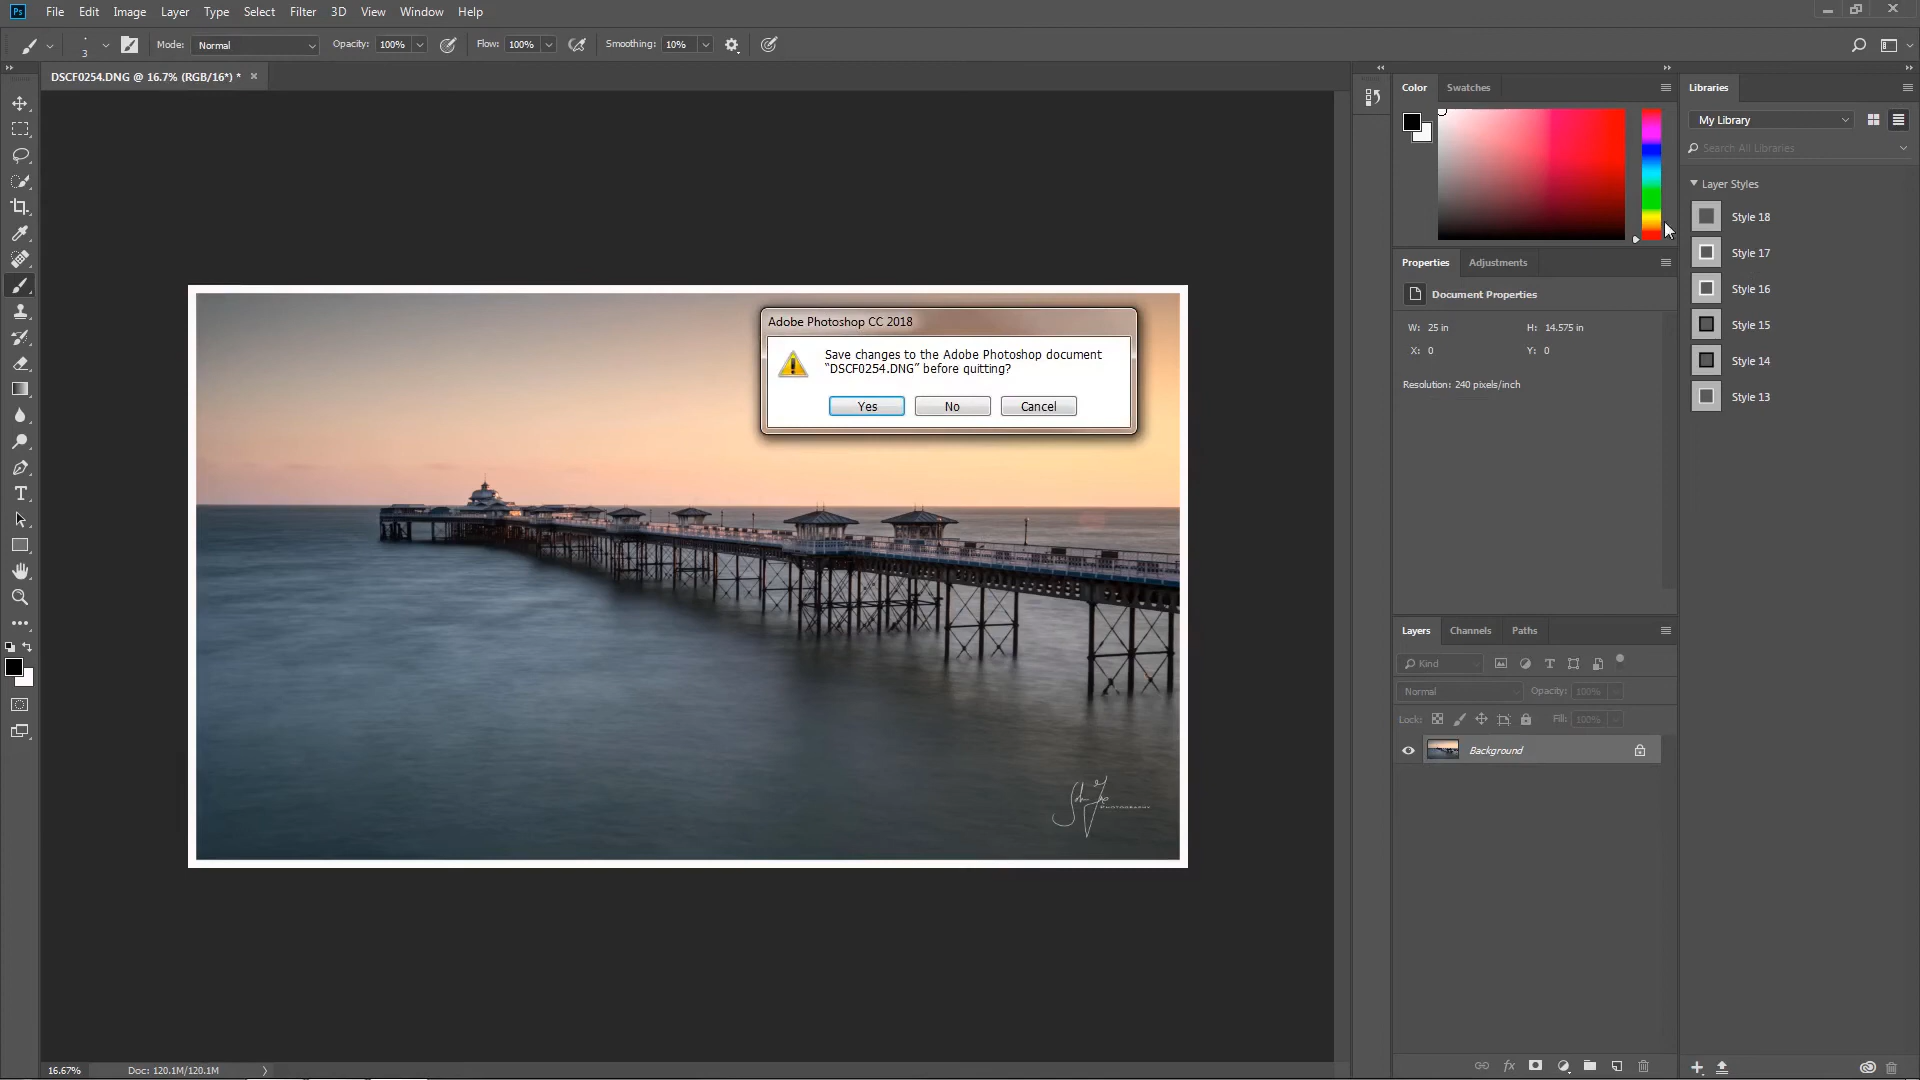 Ps File Edit Image Layer Type Select Filter 3D View Window Help
3 Mode: Normal Opacity: 100% Flow: 100% Smoothing: 10%
DSCF0254.DNG @ 16.7% (RGB/16*) * ×
Color Swatches
Libraries
My Library
Search All Libraries
Layer Styles
Style 18
Style 17
Style 16
Style 15
Style 14
Style 13
Properties Adjustments
Document Properties
W: 25 in H: 14.575 in
X: 0 Y: 0
Resolution: 240 pixels/inch
Adobe Photoshop CC 2018
Save changes to the Adobe Photoshop document
“DSCF0254.DNG” before quitting?
Yes No Cancel
Layers Channels Paths
Kind
Normal Opacity: 100%
Lock: Fill: 100%
Background
PHOTOGRAPHY
16.67% Doc: 120.1M/120.1M